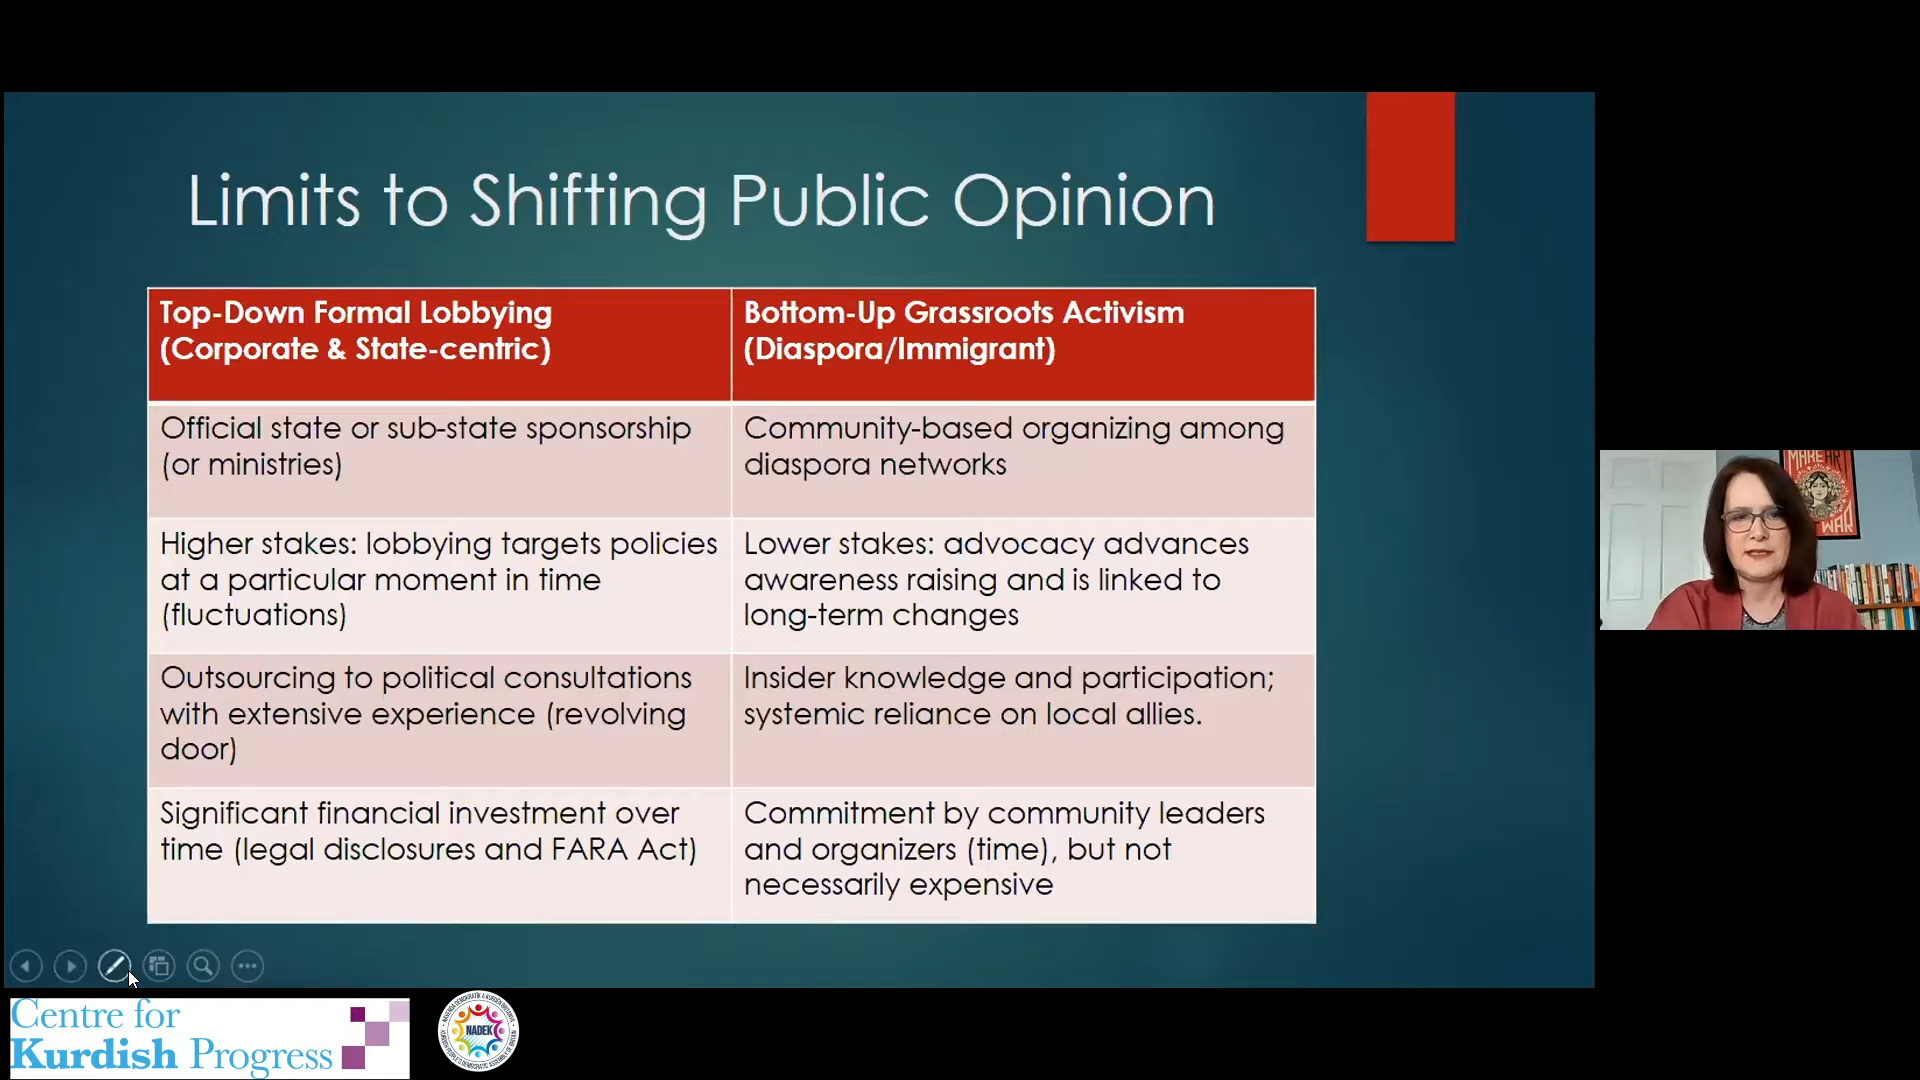 Limits to Shifting Public Opinion
Top-Down Formal Lobbying
(Corporate & State-centric)
Bottom-Up Grassroots Activism
(Diaspora/Immigrant)
Official state or sub-state sponsorship
(or ministries)
Community-based organizing among
diaspora networks
Higher stakes: lobbying targets policies
at a particular moment in time
(fluctuations)
Lower stakes: advocacy advances
awareness raising and is linked to
long-term changes
Outsourcing to political consultations
with extensive experience (revolving
door)
Insider knowledge and participation;
systemic reliance on local allies.
Significant financial investment over
time (legal disclosures and FARA Act)
Commitment by community leaders
and organizers (time), but not
necessarily expensive
MAKE ART
WAR
Centre for
Kurdish Progress
NADEK